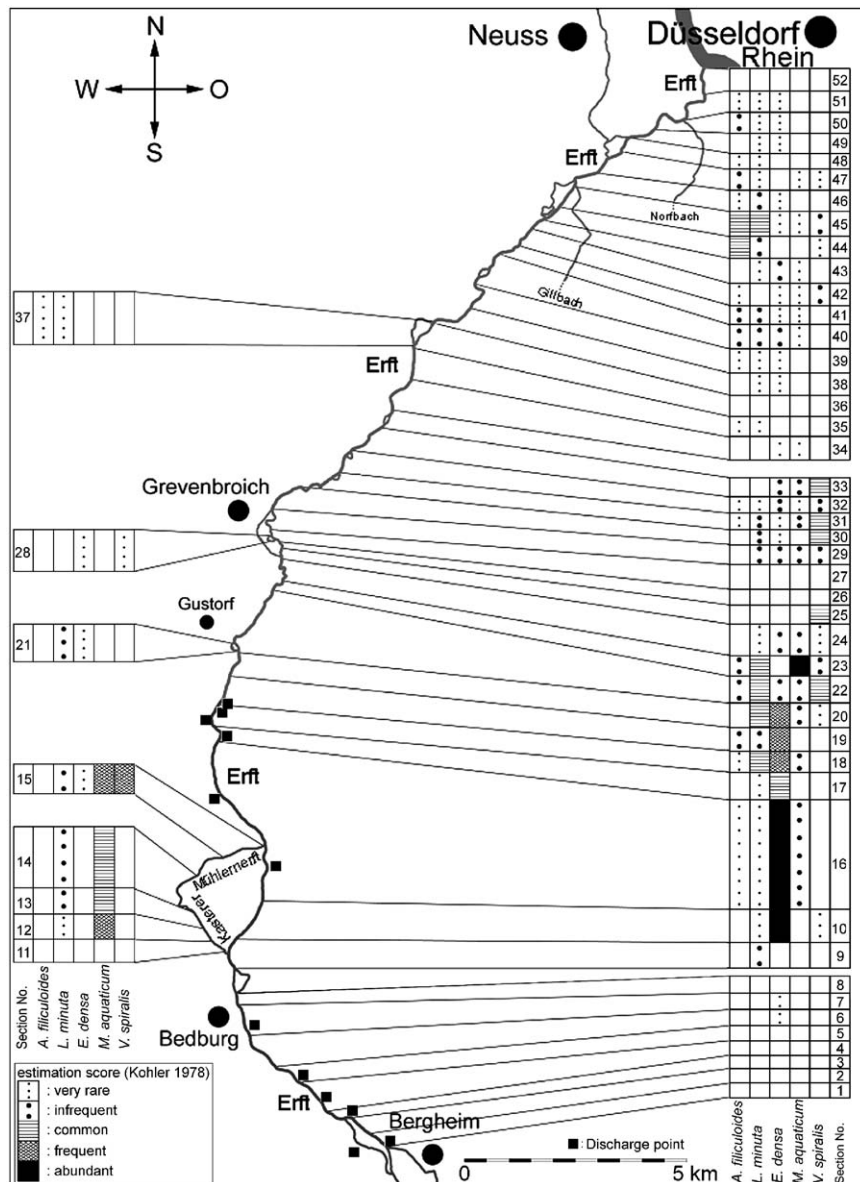 N
W O
S
Neuss
Düsseldorf
Rhein
Erft
Erft
Norfbach
Gillbach
Erft
Grevenbroich
Gustorf
Erft
Mühlenerft
Kasterer
Bedburg
Erft
Bergheim
■ : Discharge point
0 5 km
37
28
21
15
14
13
12
11
Section No.
A. filiculoides
L. minuta
E. densa
M. aquaticum
V. spiralis
estimation score (Kohler 1978)
: very rare
: infrequent
: common
: frequent
: abundant
52
51
50
49
48
47
46
45
44
43
42
41
40
39
38
36
35
34
33
32
31
30
29
27
26
25
24
23
22
20
19
18
17
16
10
9
8
7
6
5
4
3
2
1
A. filiculoides
L. minuta
E. densa
M. aquaticum
V. spiralis
Section No.